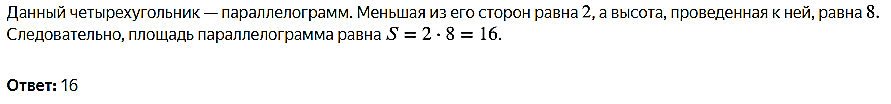 Данный четырехугольник — параллелограмм. Меньшая из его сторон равна 2, а высота, проведенная к ней, равна 8.
Следовательно, площадь параллелограмма равна S = 2 · 8 = 16.
Ответ: 16